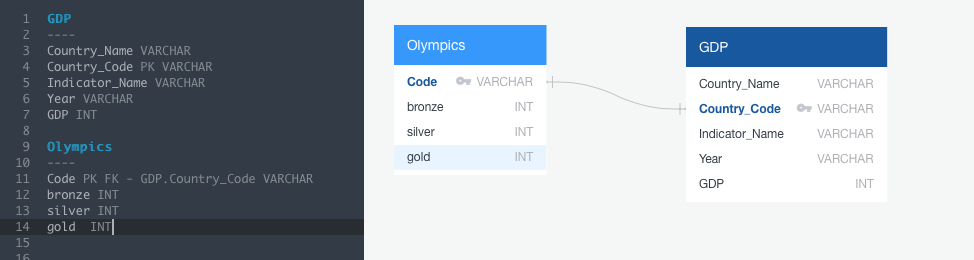 1 GDP
2 ----
3 Country_Name VARCHAR
4 Country_Code PK VARCHAR
5 Indicator_Name VARCHAR
6 Year VARCHAR
7 GDP INT
8
9 Olympics
10 ----
11 Code PK FK - GDP.Country_Code VARCHAR
12 bronze INT
13 silver INT
14 gold  INT
15
16
Olympics
Code VARCHAR
bronze INT
silver INT
gold INT
GDP
Country_Name VARCHAR
Country_Code VARCHAR
Indicator_Name VARCHAR
Year VARCHAR
GDP INT